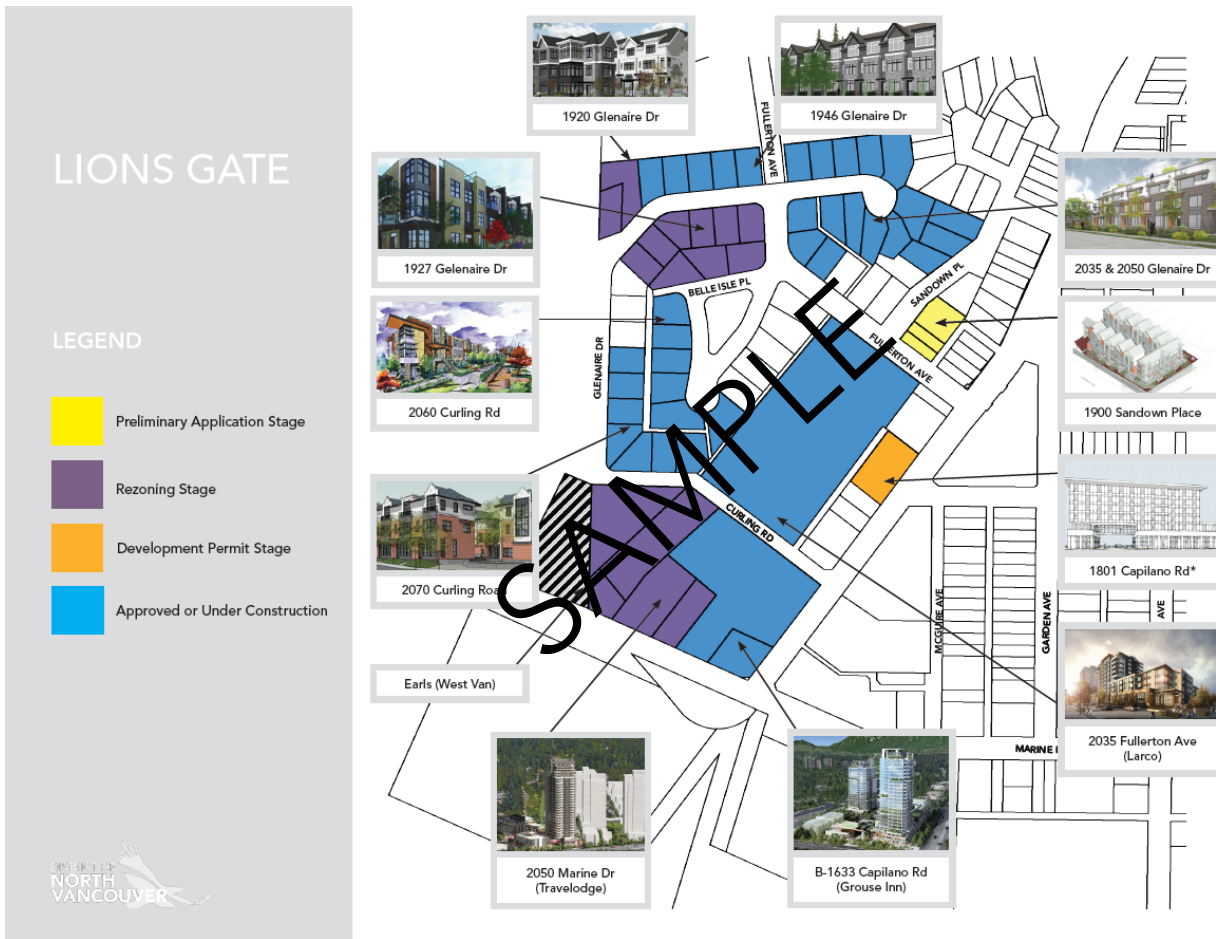 LIONS GATE
LEGEND
Preliminary Application Stage
Rezoning Stage
Development Permit Stage
Approved or Under Construction
DISTRICT OF
NORTH
VANCOUVER
1920 Glenaire Dr
1946 Glenaire Dr
1927 Gelenaire Dr
2035 & 2050 Glenaire Dr
2060 Curling Rd
1900 Sandown Place
2070 Curling Road
1801 Capilano Rd*
Earls (West Van)
2035 Fullerton Ave
(Larco)
2050 Marine Dr
(Travelodge)
B-1633 Capilano Rd
(Grouse Inn)
FULLERTON AVE
BELLE ISLE PL
SANDOWN PL
GLENAIRE DR
FULLERTON AVE
CURLING RD
MCGUIRE AVE
GARDEN AVE
AVE
MARINE
SAMPLE